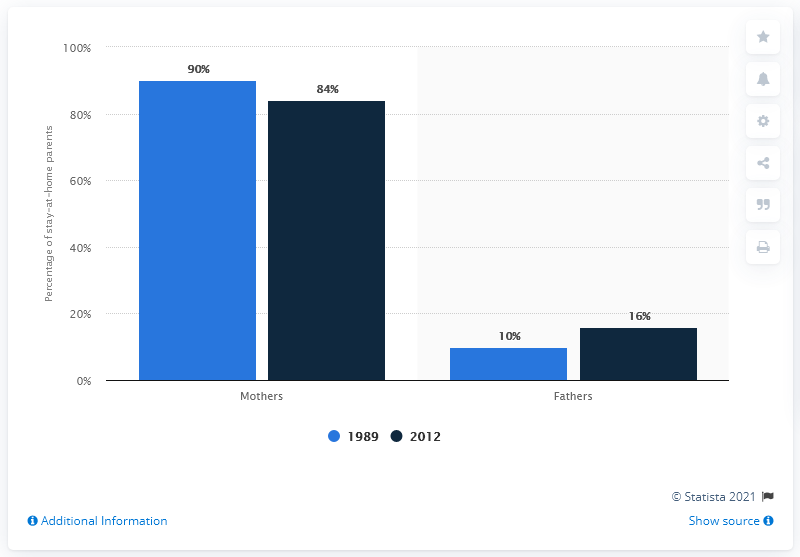 100%
80%
60%
40%
20%
0%
Percentage of stay-at-home parents
90%
84%
10%
16%
Mothers
Fathers
1989 2012
© Statista 2021
Additional Information
Show source